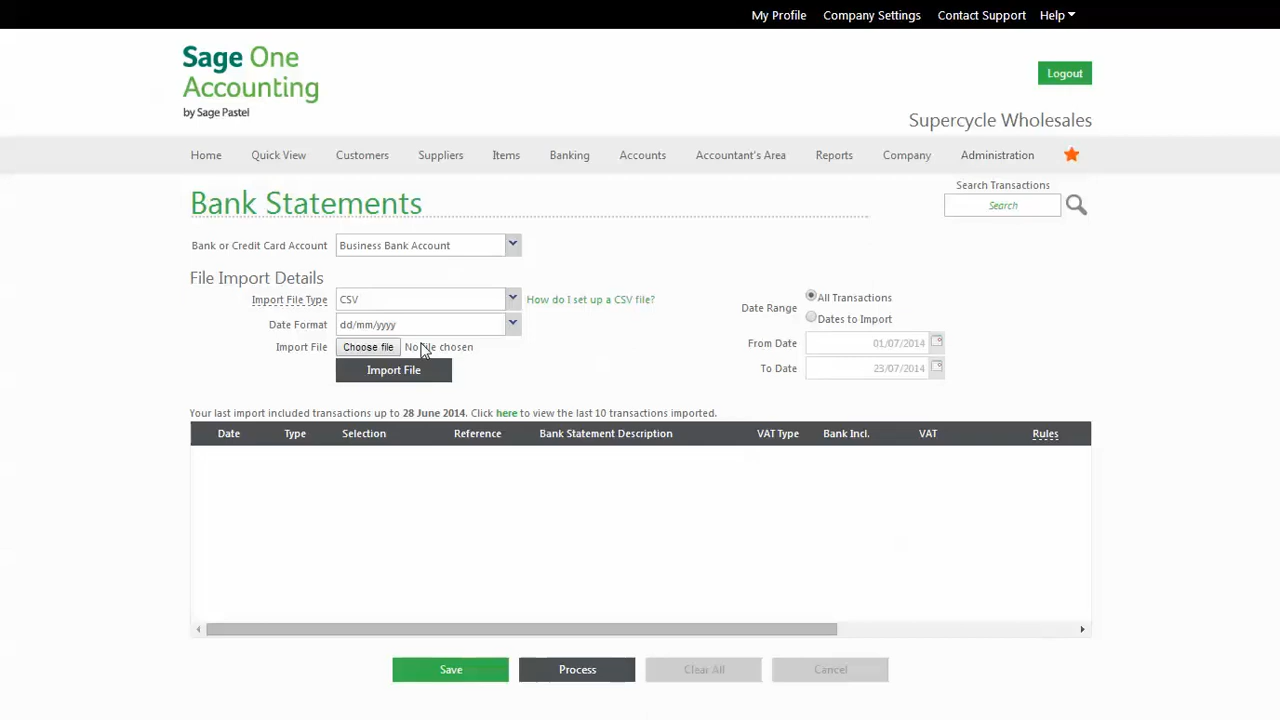 My Profile Company Settings Contact Support Help
Sage One
Accounting
by Sage Pastel
Logout
Supercycle Wholesales
Home Quick View Customers Suppliers Items Banking Accounts Accountant's Area Reports Company Administration
Bank Statements
Search Transactions
Search
Bank or Credit Card Account Business Bank Account
File Import Details
Import File Type CSV How do I set up a CSV file?
Date Range All Transactions
Dates to Import
Date Format dd/mm/yyyy
Import File Choose file No file chosen
From Date 01/07/2014
Import File
To Date 23/07/2014
Your last import included transactions up to 28 June 2014. Click here to view the last 10 transactions imported.
Date Type Selection Reference Bank Statement Description VAT Type Bank Incl. VAT Rules
Save Process Clear All Cancel